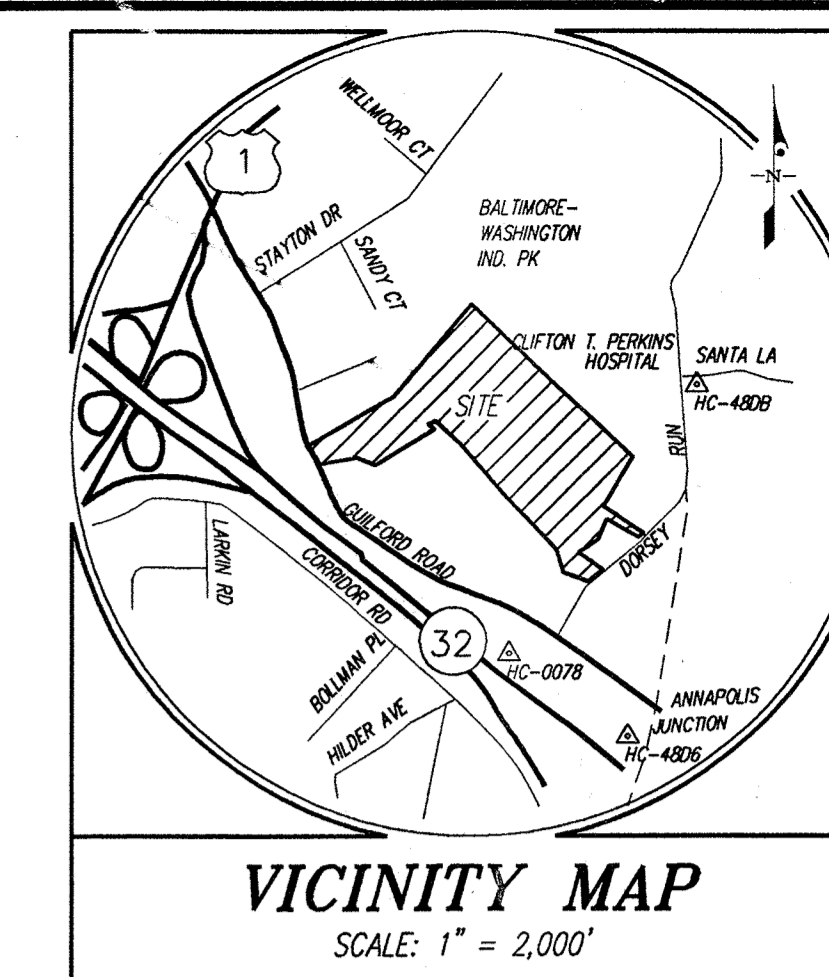 WELLMOOR CT
1
STAYTON DR
SANDY CT
BALTIMORE-
WASHINGTON
IND. PK
N
CLIFTON T. PERKINS
HOSPITAL
SANTA LA
HC-48DB
SITE
RUN
DORSEY
GUILFORD ROAD
CORRIDOR RD
LARKIN RD
32
BOLLMAN PL
HILDER AVE
HC-0078
ANNAPOLIS
JUNCTION
HC-48D6
VICINITY MAP
SCALE: 1" = 2,000'